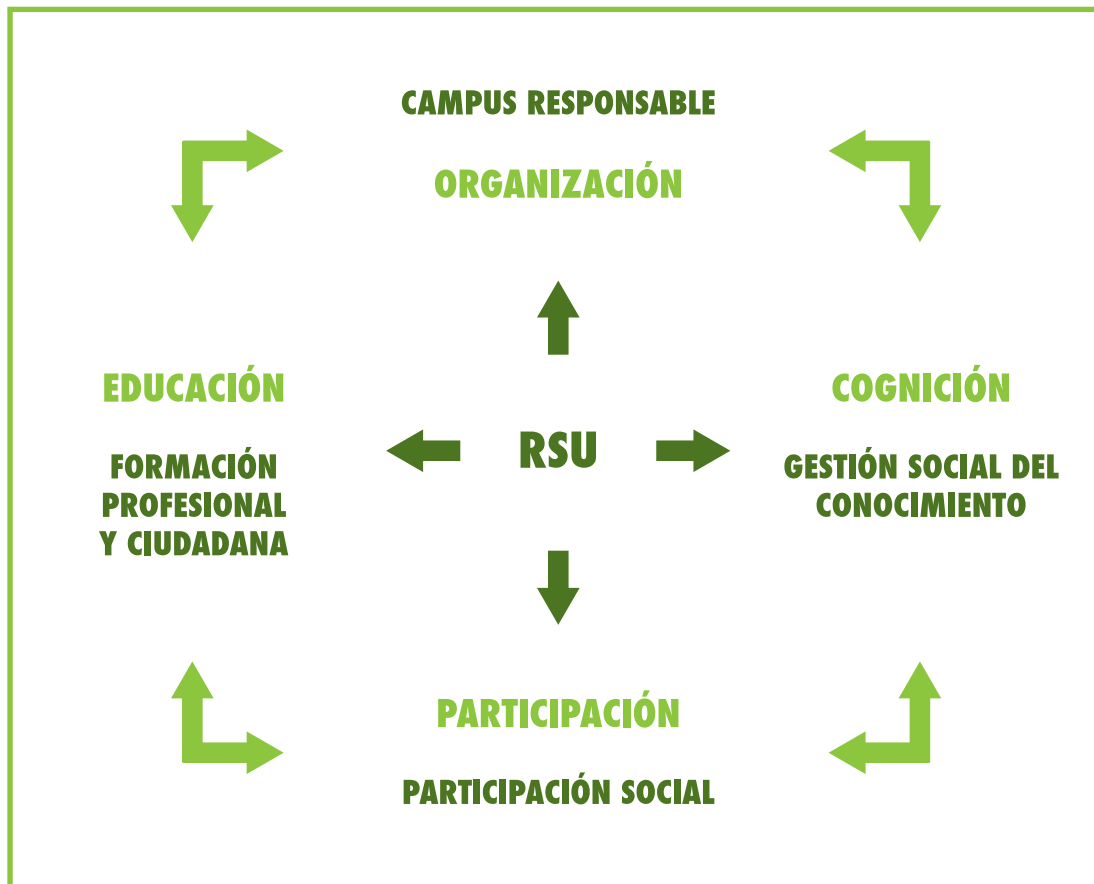 CAMPUS RESPONSABLE
ORGANIZACIÓN
EDUCACIÓN
FORMACIÓN
PROFESIONAL
Y CIUDADANA
RSU
COGNICIÓN
GESTIÓN SOCIAL DEL
CONOCIMIENTO
PARTICIPACIÓN
PARTICIPACIÓN SOCIAL